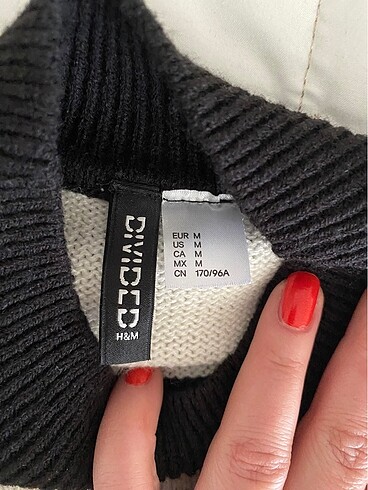 DIVIDED
H&M
EUR M
US M
CA M
MX M
CN 170/96A